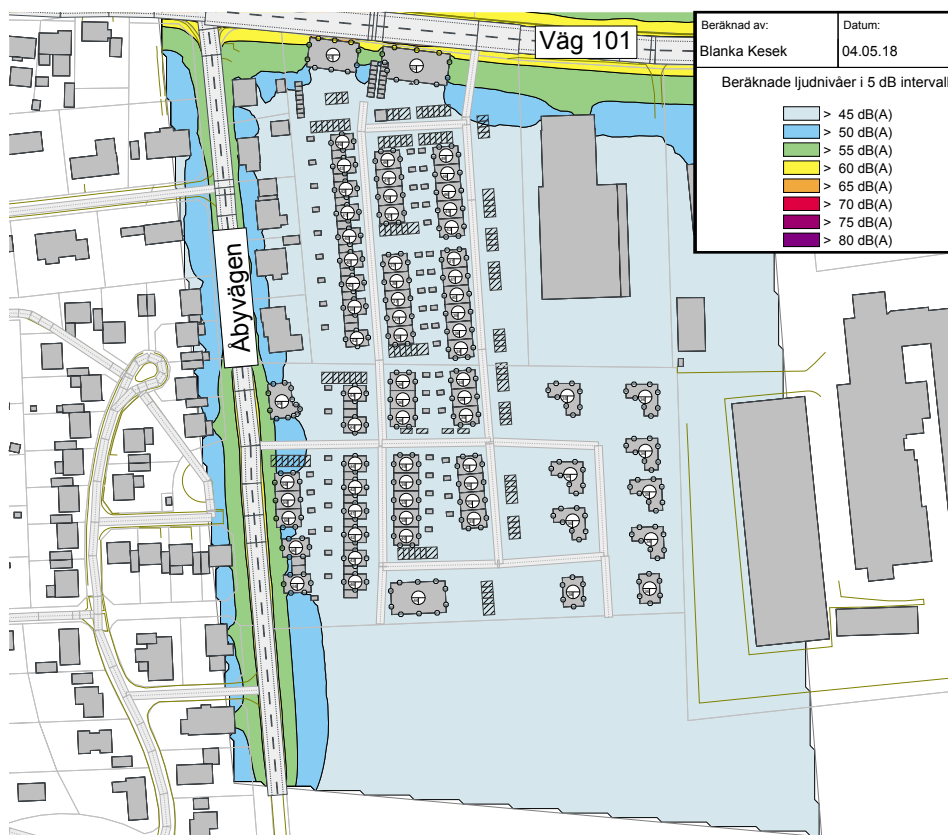 Väg 101
Åbyvägen
Beräknad av:
Blanka Kesek
Datum:
04.05.18
Beräknade ljudnivåer i 5 dB intervall
> 45 dB(A)
> 50 dB(A)
> 55 dB(A)
> 60 dB(A)
> 65 dB(A)
> 70 dB(A)
> 75 dB(A)
> 80 dB(A)